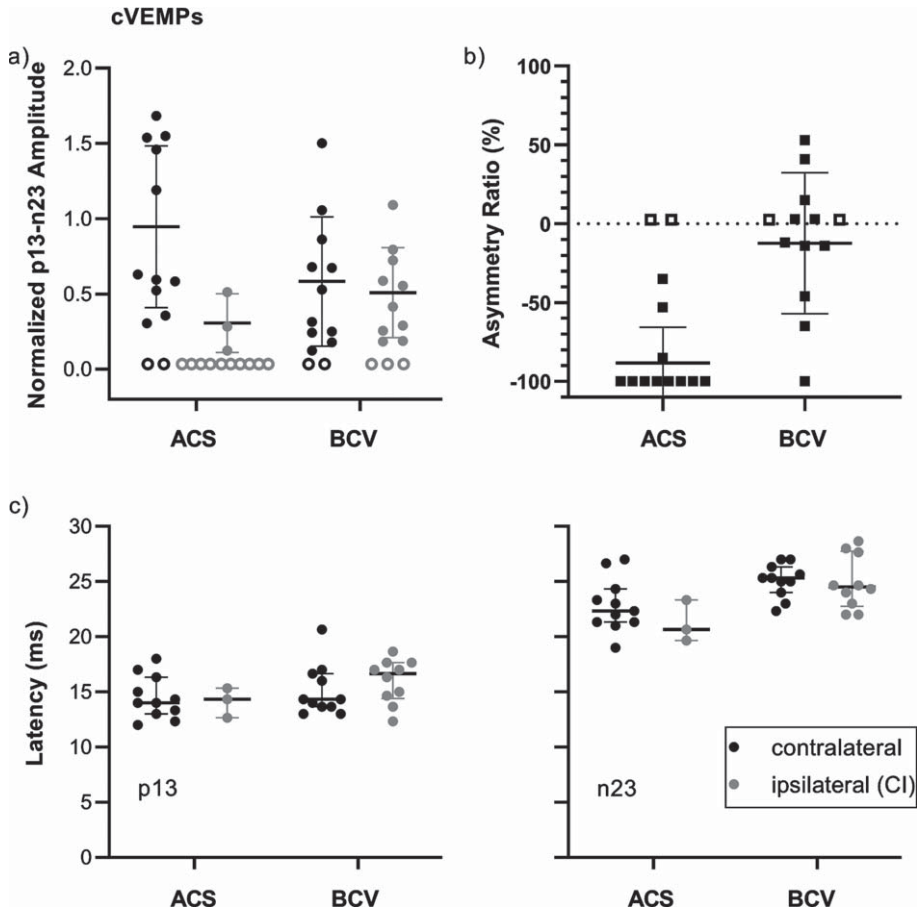 cVEMPs
a)
Normalized p13-n23 Amplitude
2.0
1.5
1.0
0.5
0.0
ACS
BCV
b)
Asymmetry Ratio (%)
100
50
0
-50
-100
ACS
BCV
c)
Latency (ms)
30
25
20
15
10
5
0
p13
ACS
BCV
n23
contralateral
ipsilateral (CI)
ACS
BCV